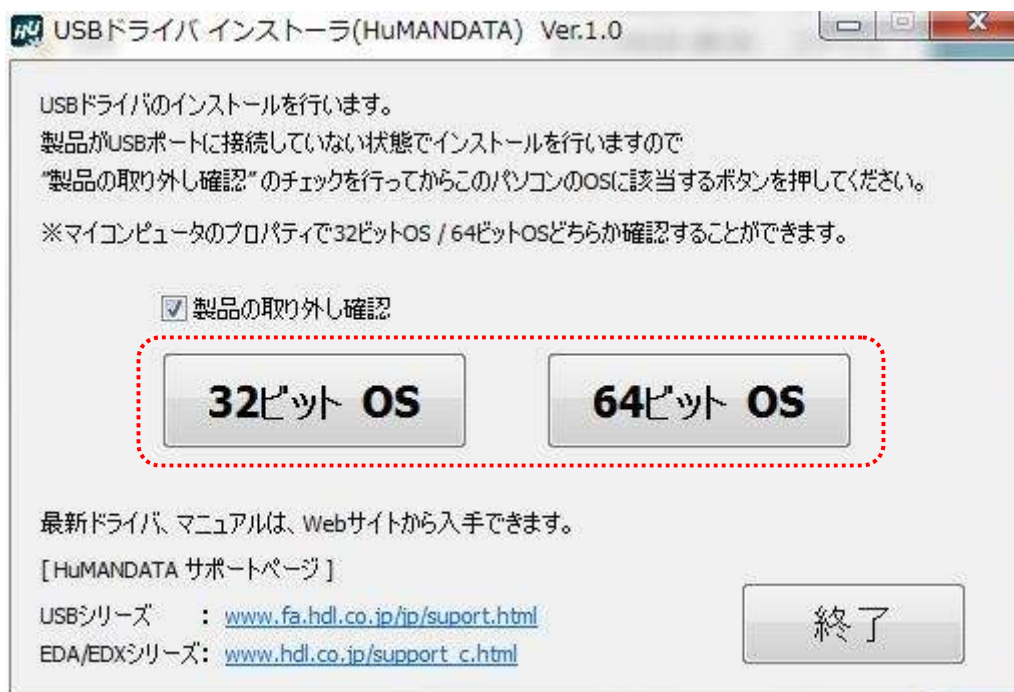 USBドライバ インストーラ(HuMANDATA) Ver.1.0
USBドライバのインストールを行います。
製品がUSBポートに接続していない状態でインストールを行いますので
"製品の取り外し確認" のチェックを行ってからこのパソコンのOSに該当するボタンを押してください。
※マイコンピュータのプロパティで32ビットOS / 64ビットOSどちらか確認することができます。
製品の取り外し確認
32ビット OS 64ビット OS
最新ドライバ、マニュアルは、Webサイトから入手できます。
[ HuMANDATA サポートページ ]
USBシリーズ : www.fa.hdl.co.jp/jp/suport.html
EDA/EDXシリーズ: www.hdl.co.jp/support_c.html
終了